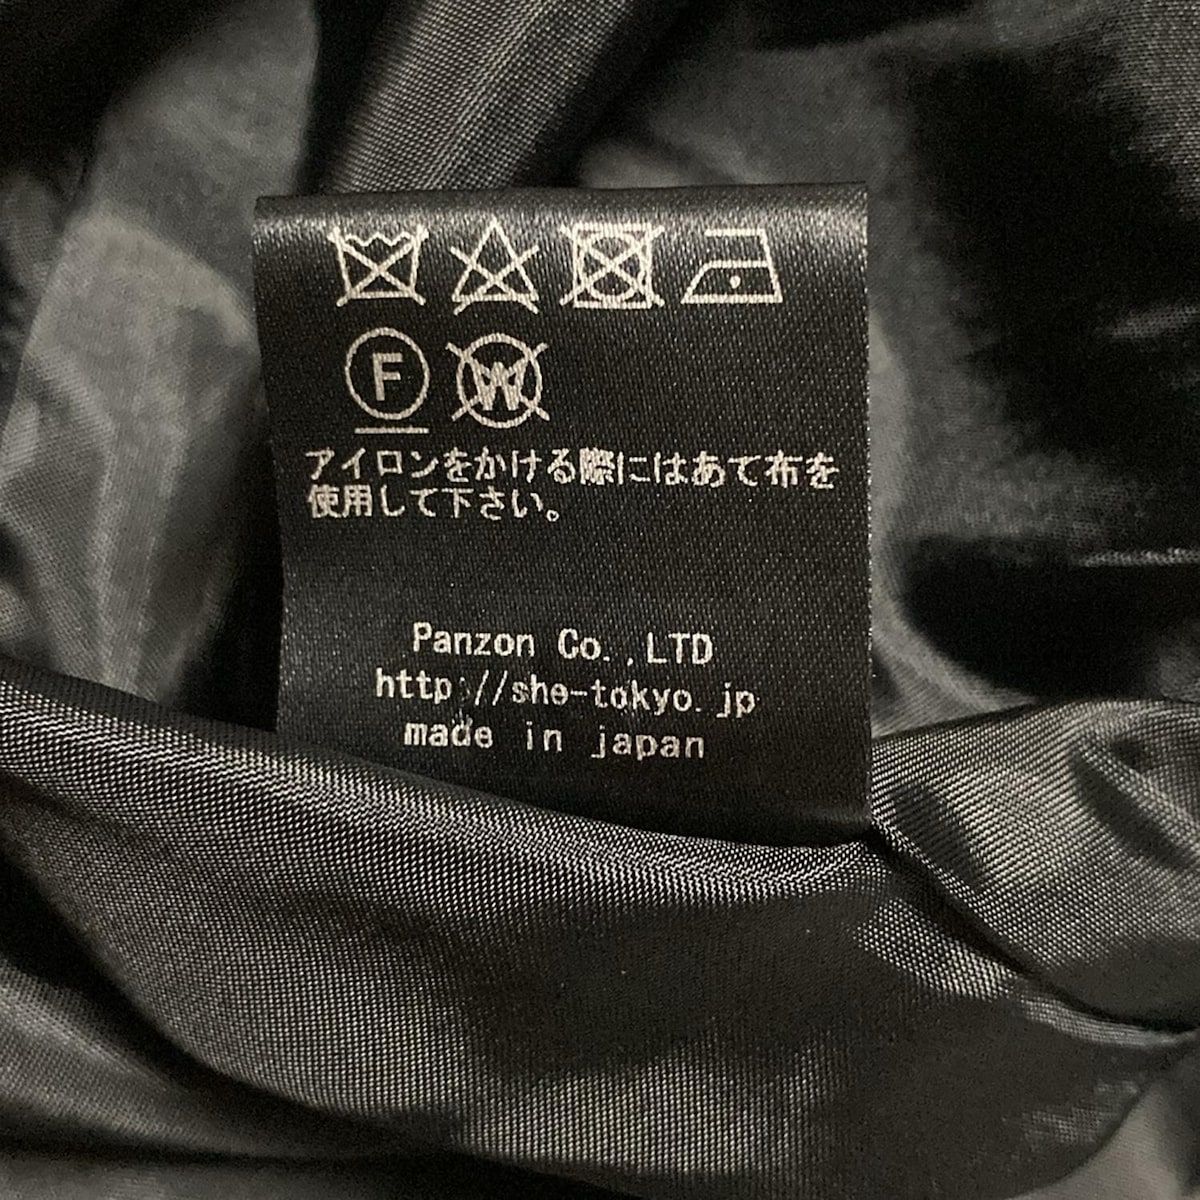 F W
アイロンをかける際にはあて布を
使用して下さい。
Panzon Co.,LTD
http://she-tokyo.jp
made in japan